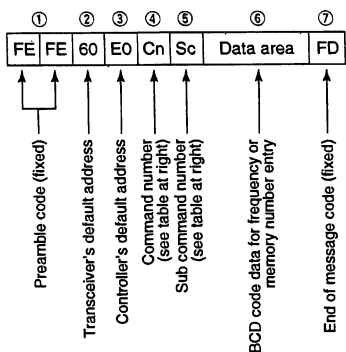 ① ② ③ ④ ⑤ ⑥ ⑦
FE FE 60 E0 Cn Sc Data area FD
Preamble code (fixed)
Transceiver's default address
Controller's default address
Command number
(see table at right)
Sub command number
(see table at right)
BCD code data for frequency or
memory number entry
End of message code (fixed)